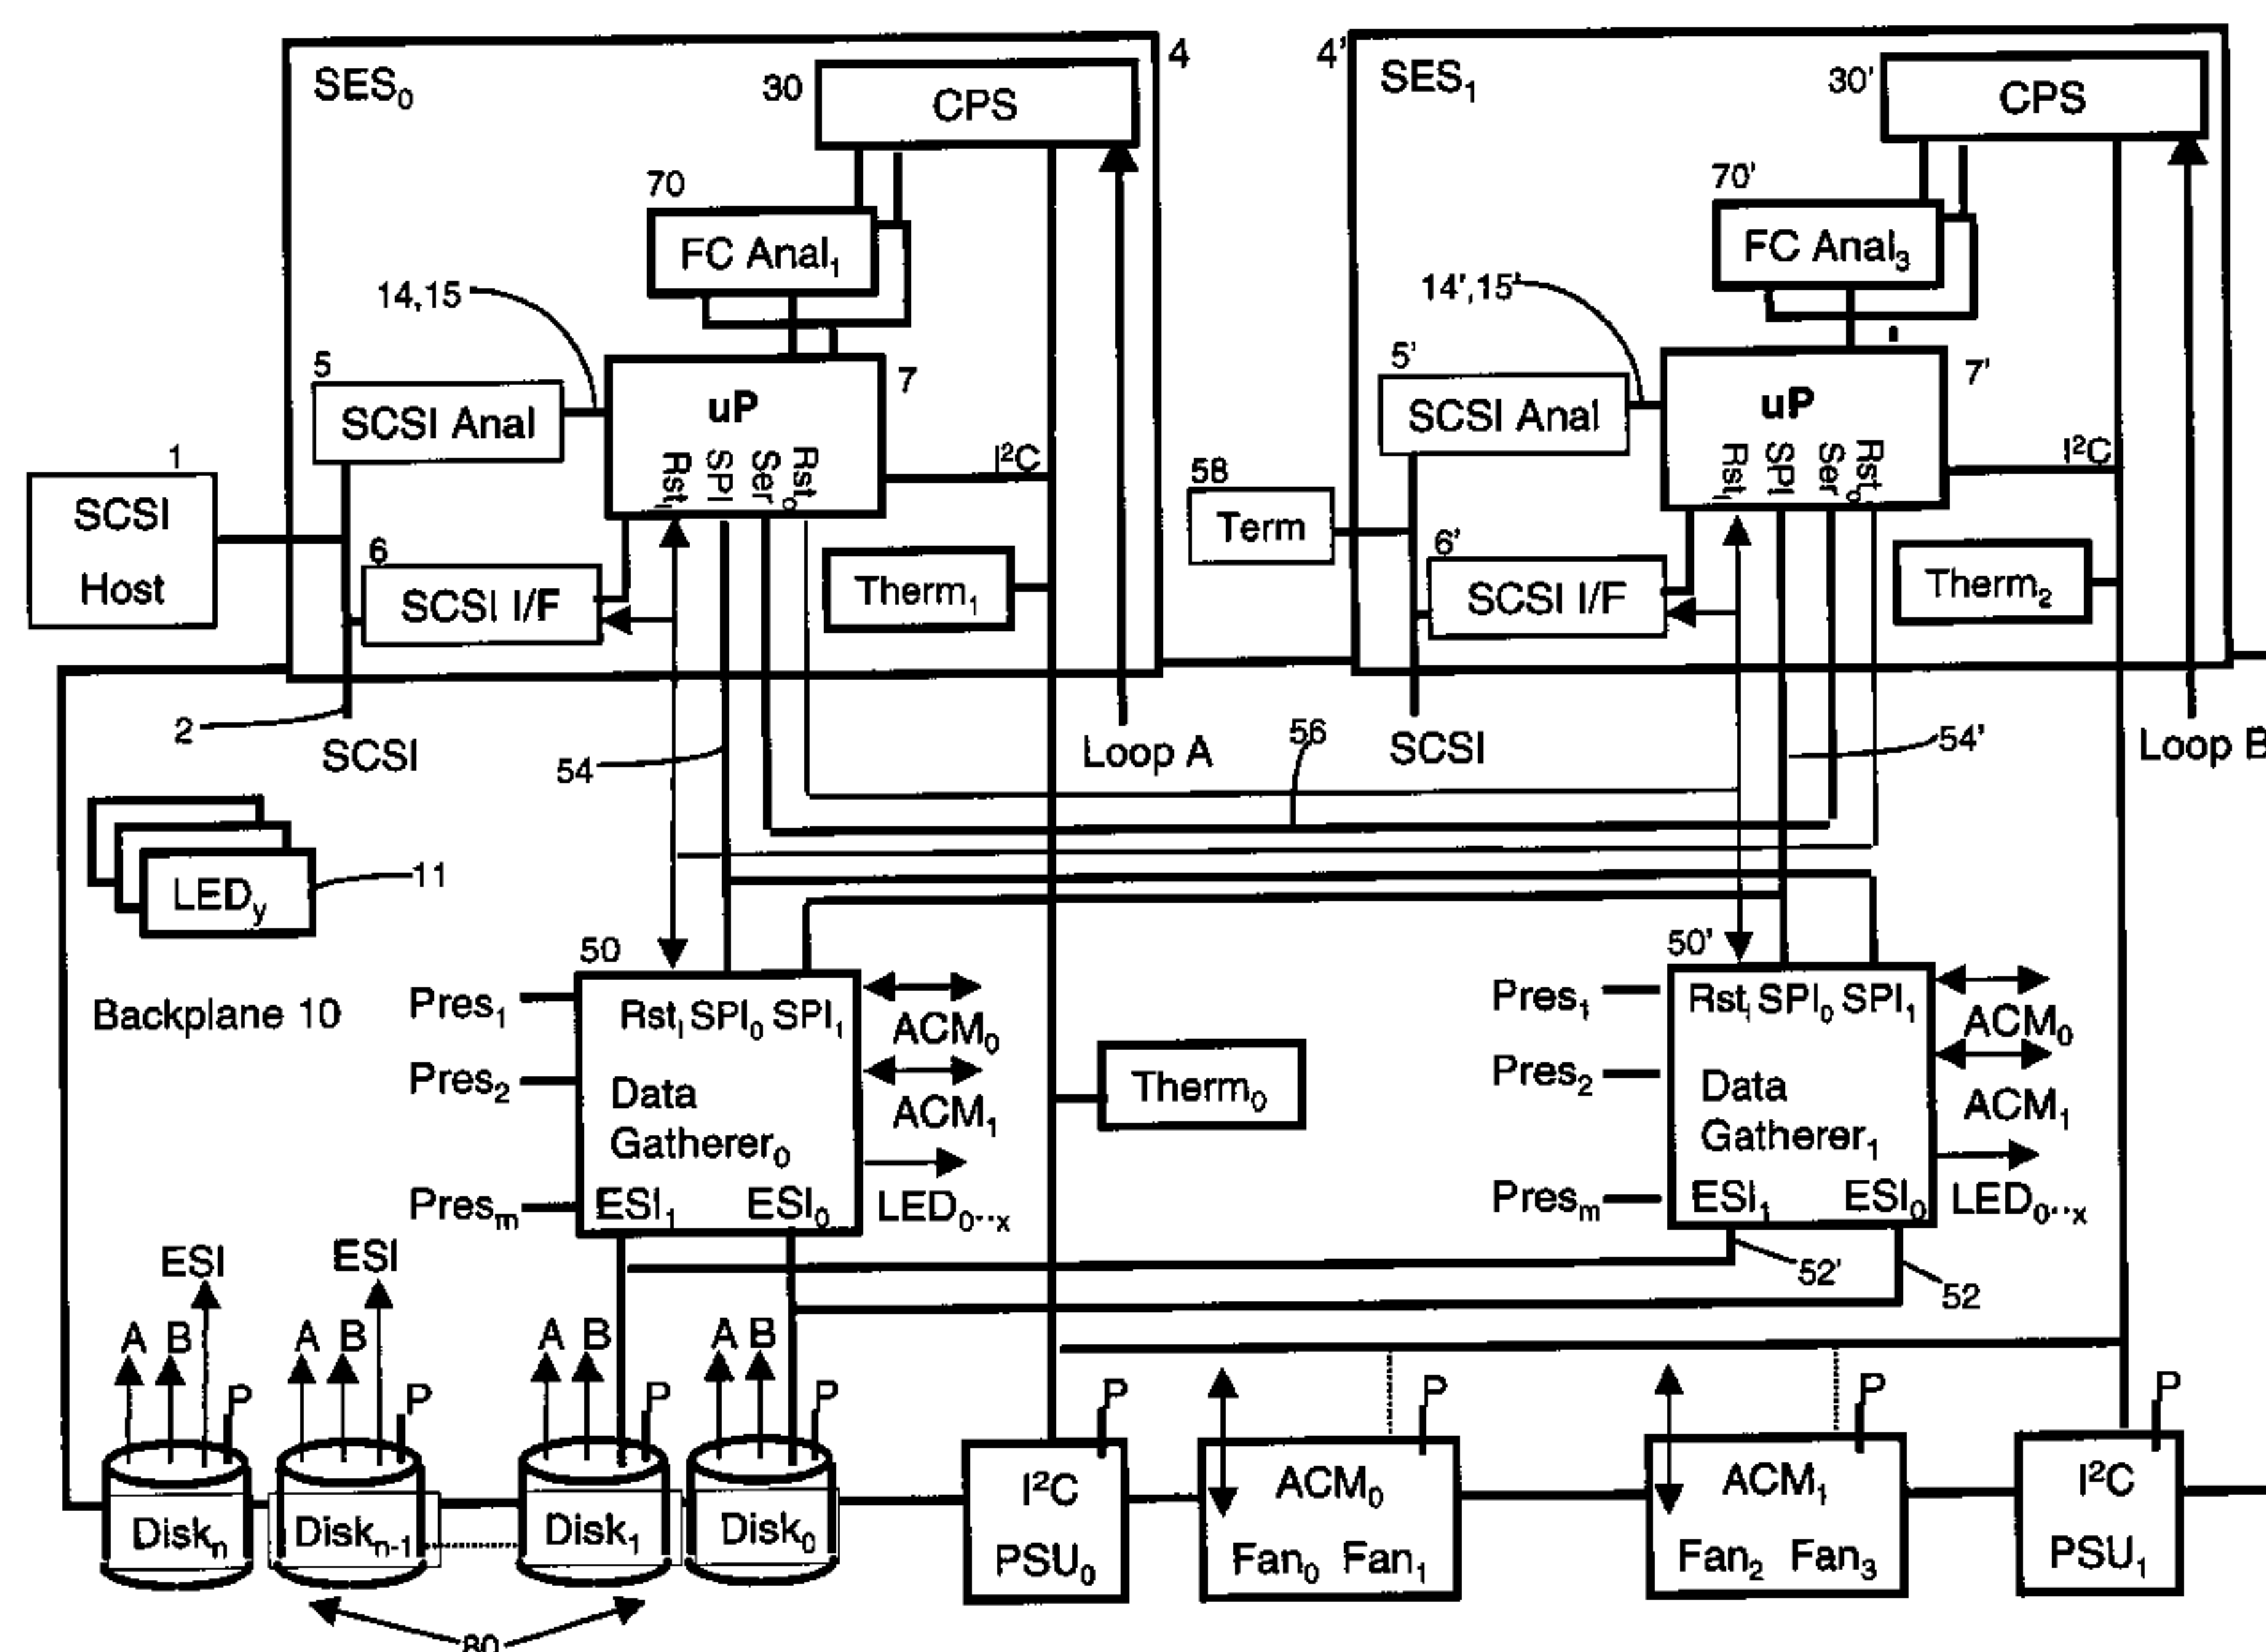 SES0
30
CPS
4
4'
SES1
30'
CPS
70
FC Anal1
70'
FC Anal3
14,15
14',15'
5
SCSI Anal
uP
7
Rsti
SPI
Ser
Rsto
I²C
5'
SCSI Anal
uP
7'
Rsti
SPI
Ser
Rsto
I²C
1
SCSI
Host
6
SCSI I/F
Therm1
58
Term
6'
SCSI I/F
Therm2
2
SCSI
54
Loop A
56
SCSI
54'
Loop B
LEDy
11
Backplane 10
50
Pres1
Pres2
Presm
Rsti SPI0 SPI1
Data
Gatherer0
ESI1 ESI0
ACM0
ACM1
LED0··x
Therm0
50'
Pres1
Pres2
Presm
Rsti SPI0 SPI1
Data
Gatherer1
ESI1 ESI0
ACM0
ACM1
LED0··x
52'
52
ESI
ESI
A B
P
A B
P
A B
P
A B
P
P
P
P
P
Diskn
Diskn-1
Disk1
Disk0
I²C
PSU0
ACM0
Fan0 Fan1
ACM1
Fan2 Fan3
I²C
PSU1
80